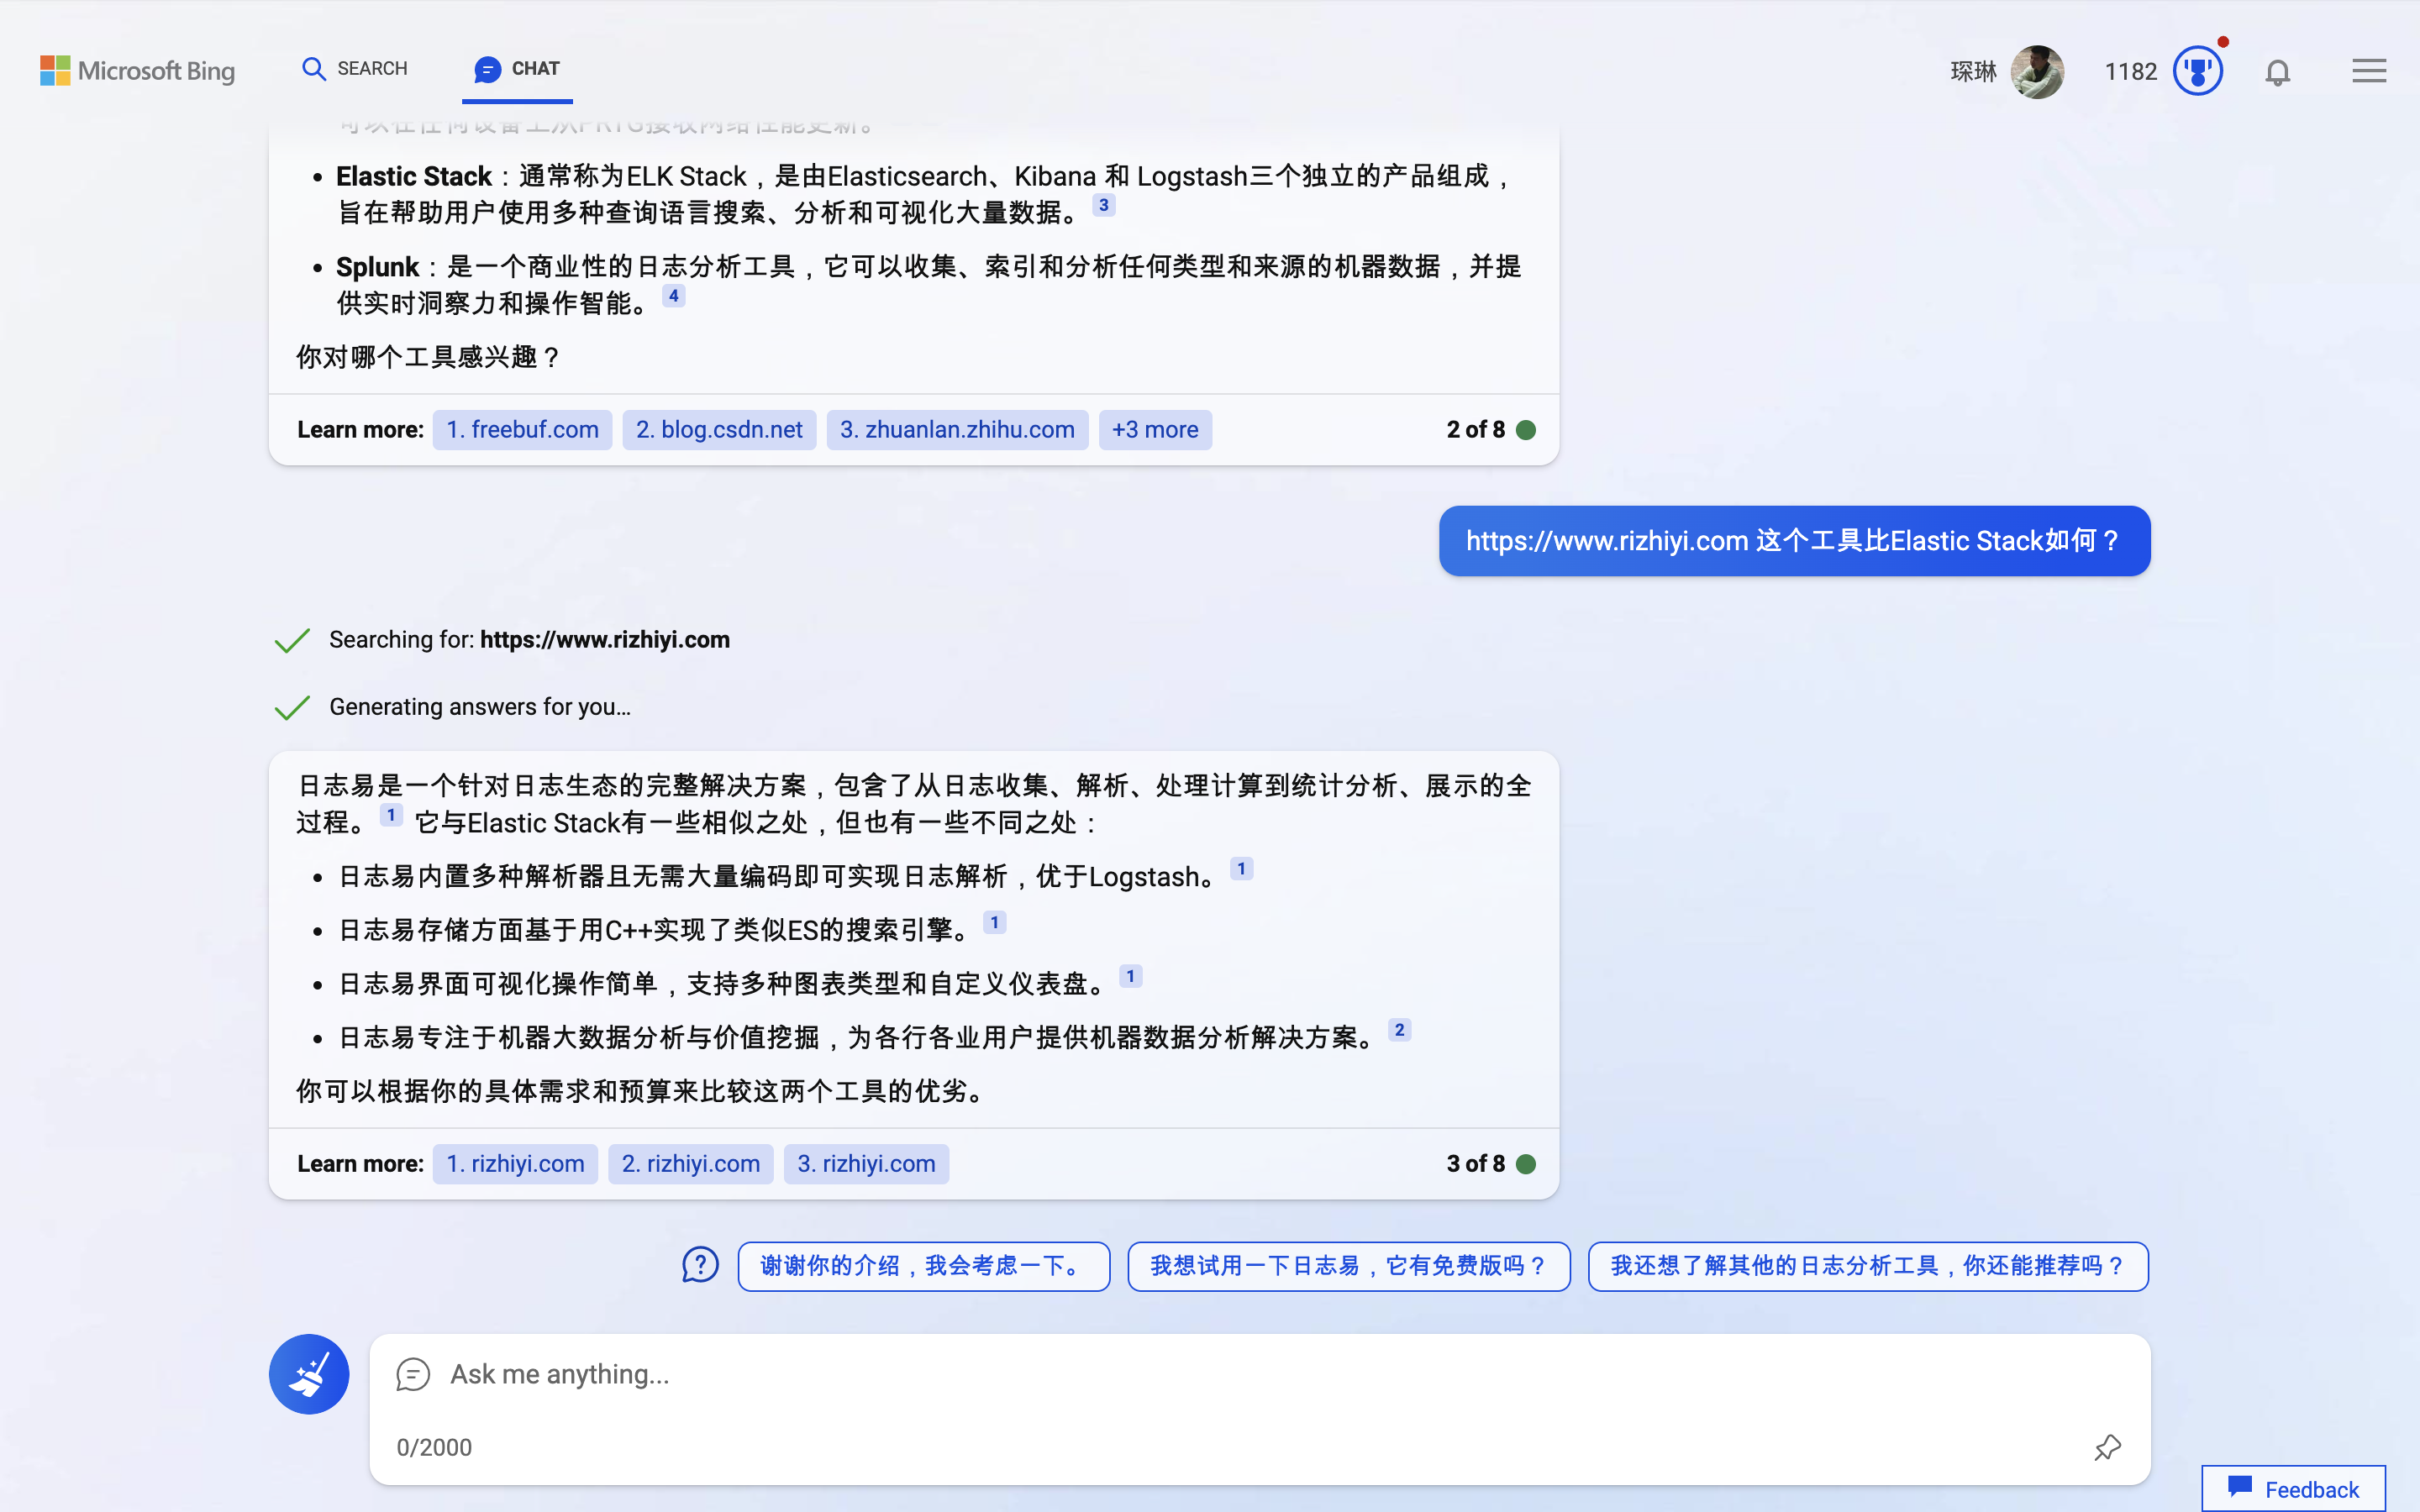 Microsoft Bing
SEARCH
CHAT
琛琳
1182
可以在任何设备上从PRTG接收网络性能更新。
Elastic Stack：通常称为ELK Stack，是由Elasticsearch、Kibana 和 Logstash三个独立的产品组成，
旨在帮助用户使用多种查询语言搜索、分析和可视化大量数据。 3
Splunk：是一个商业性的日志分析工具，它可以收集、索引和分析任何类型和来源的机器数据，并提
供实时洞察力和操作智能。 4
你对哪个工具感兴趣？
Learn more: 1. freebuf.com 2. blog.csdn.net 3. zhuanlan.zhihu.com +3 more 2 of 8
https://www.rizhiyi.com 这个工具比Elastic Stack如何？
Searching for: https://www.rizhiyi.com
Generating answers for you…
日志易是一个针对日志生态的完整解决方案，包含了从日志收集、解析、处理计算到统计分析、展示的全
过程。 1 它与Elastic Stack有一些相似之处，但也有一些不同之处：
日志易内置多种解析器且无需大量编码即可实现日志解析，优于Logstash。 1
日志易存储方面基于用C++实现了类似ES的搜索引擎。 1
日志易界面可视化操作简单，支持多种图表类型和自定义仪表盘。 1
日志易专注于机器大数据分析与价值挖掘，为各行各业用户提供机器数据分析解决方案。 2
你可以根据你的具体需求和预算来比较这两个工具的优劣。
Learn more: 1. rizhiyi.com 2. rizhiyi.com 3. rizhiyi.com 3 of 8
谢谢你的介绍，我会考虑一下。
我想试用一下日志易，它有免费版吗？
我还想了解其他的日志分析工具，你还能推荐吗？
Ask me anything...
0/2000
Feedback